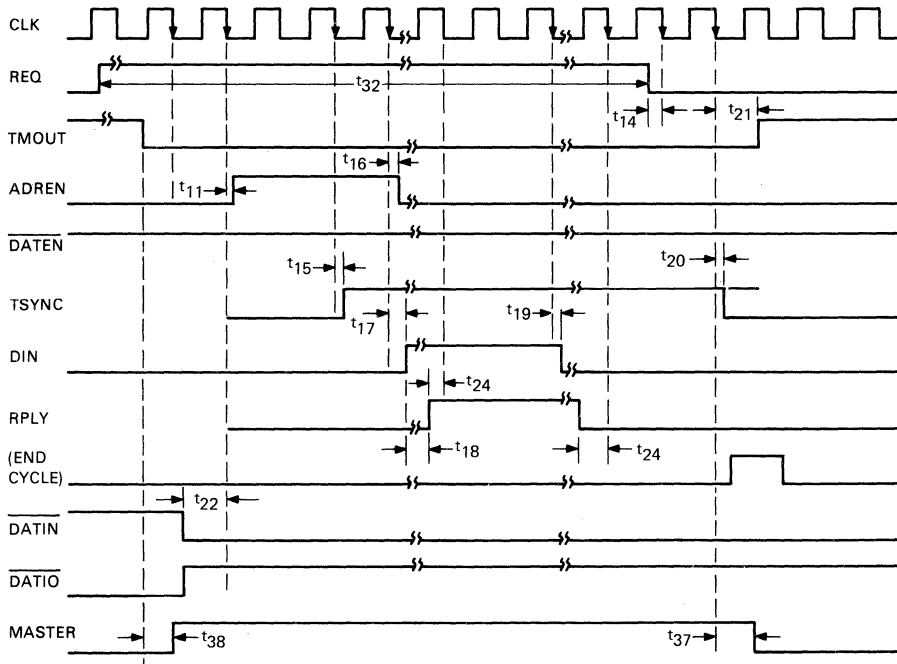 CLK
REQ
t32
t14
t21
TMOUT
t16
t11
ADREN
DATEN
t15
t20
TSYNC
t17
t19
DIN
t24
RPLY
t18
t24
(END
CYCLE)
t22
DATIN
DATIO
MASTER
t38
t37